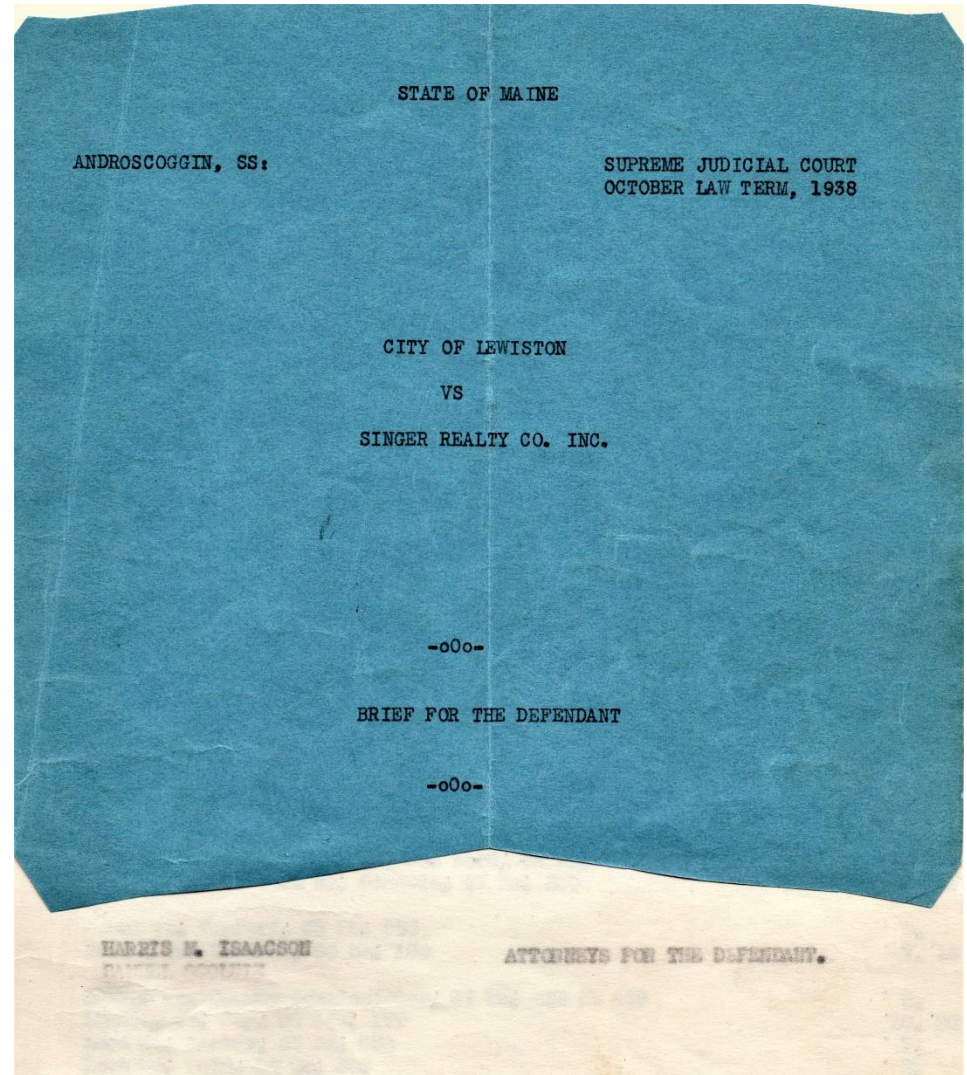 STATE OF MAINE
ANDROSCOGGIN, SS:
SUPREME JUDICIAL COURT
OCTOBER LAW TERM, 1938
CITY OF LEWISTON
VS
SINGER REALTY CO. INC.
-oOo-
BRIEF FOR THE DEFENDANT
-oOo-
HARRIS M. ISAACSON
ATTORNEYS FOR THE DEFENDANT.